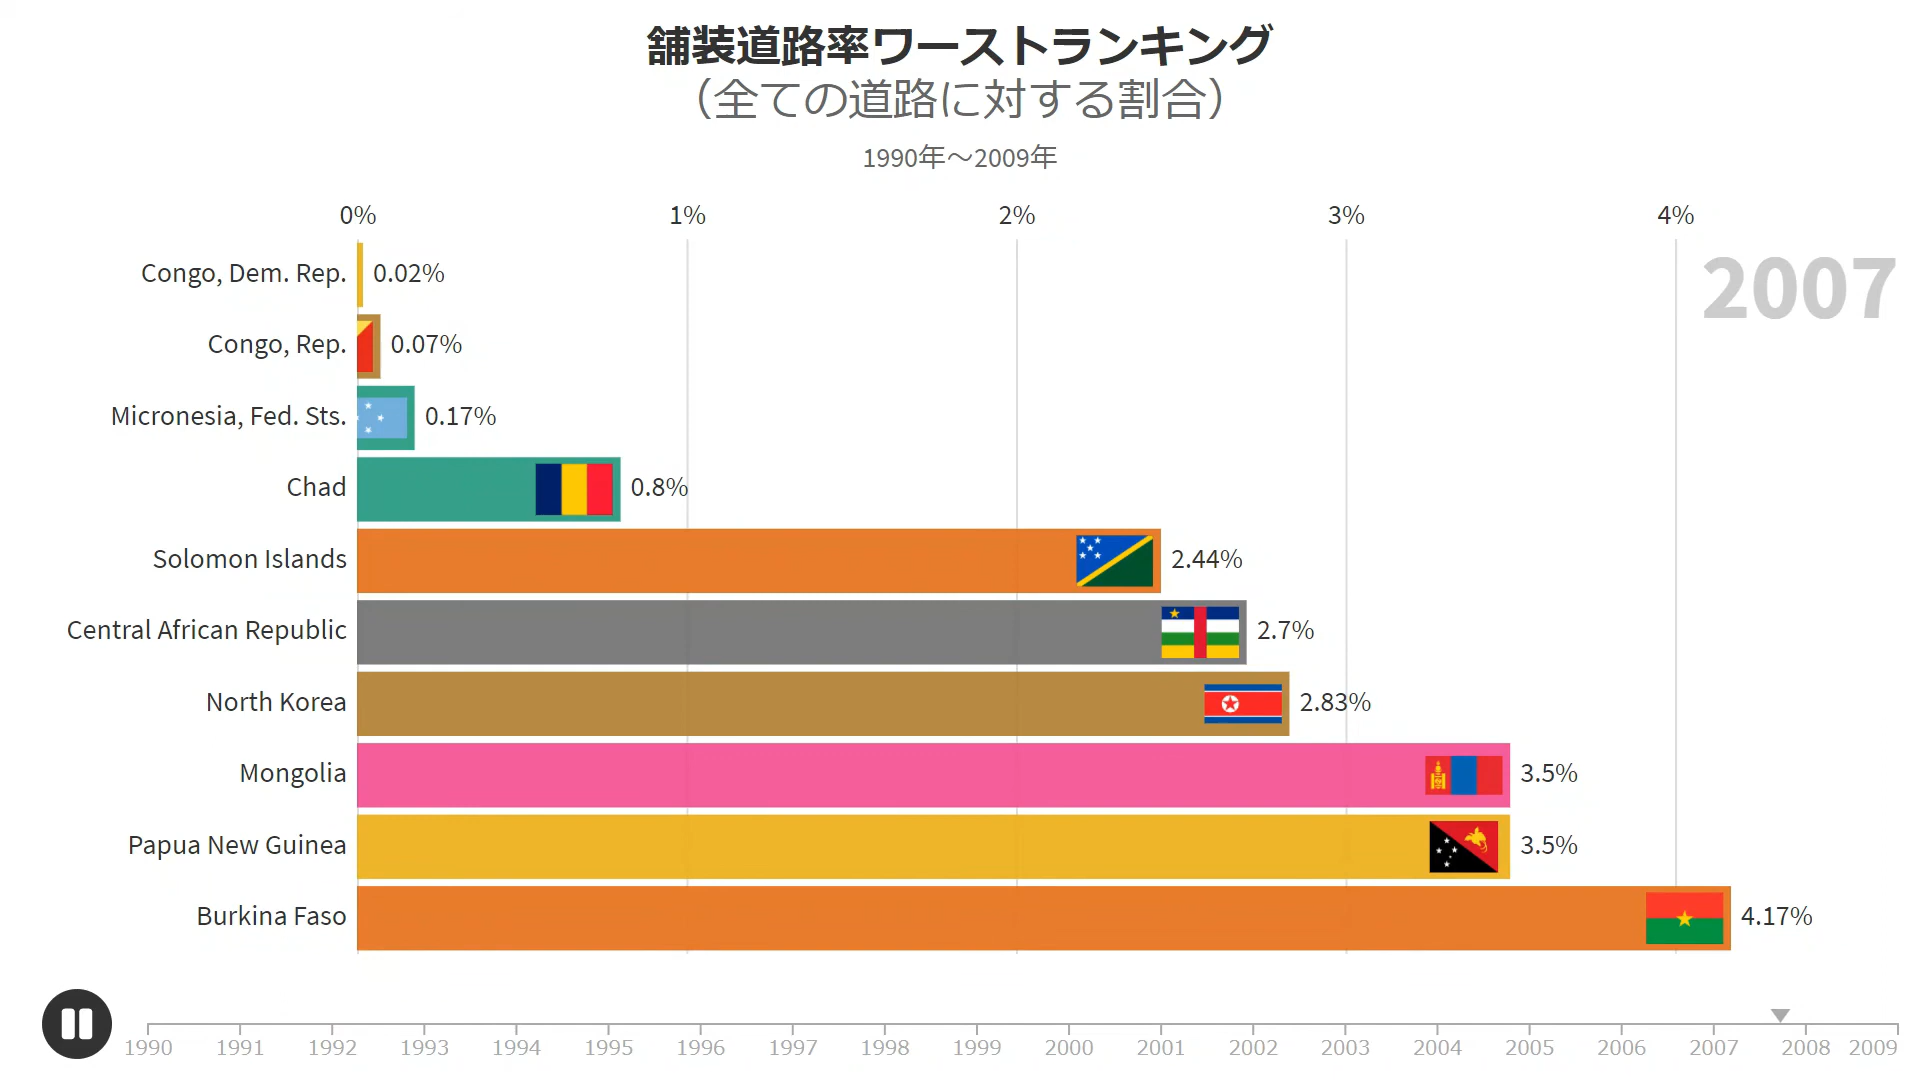 舗装道路率ワーストランキング
（全ての道路に対する割合）
1990年～2009年
0% 1% 2% 3% 4%
2007
Congo, Dem. Rep. 0.02%
Congo, Rep. 0.07%
Micronesia, Fed. Sts. 0.17%
Chad 0.8%
Solomon Islands 2.44%
Central African Republic 2.7%
North Korea 2.83%
Mongolia 3.5%
Papua New Guinea 3.5%
Burkina Faso 4.17%
1990 1991 1992 1993 1994 1995 1996 1997 1998 1999 2000 2001 2002 2003 2004 2005 2006 2007 2008 2009